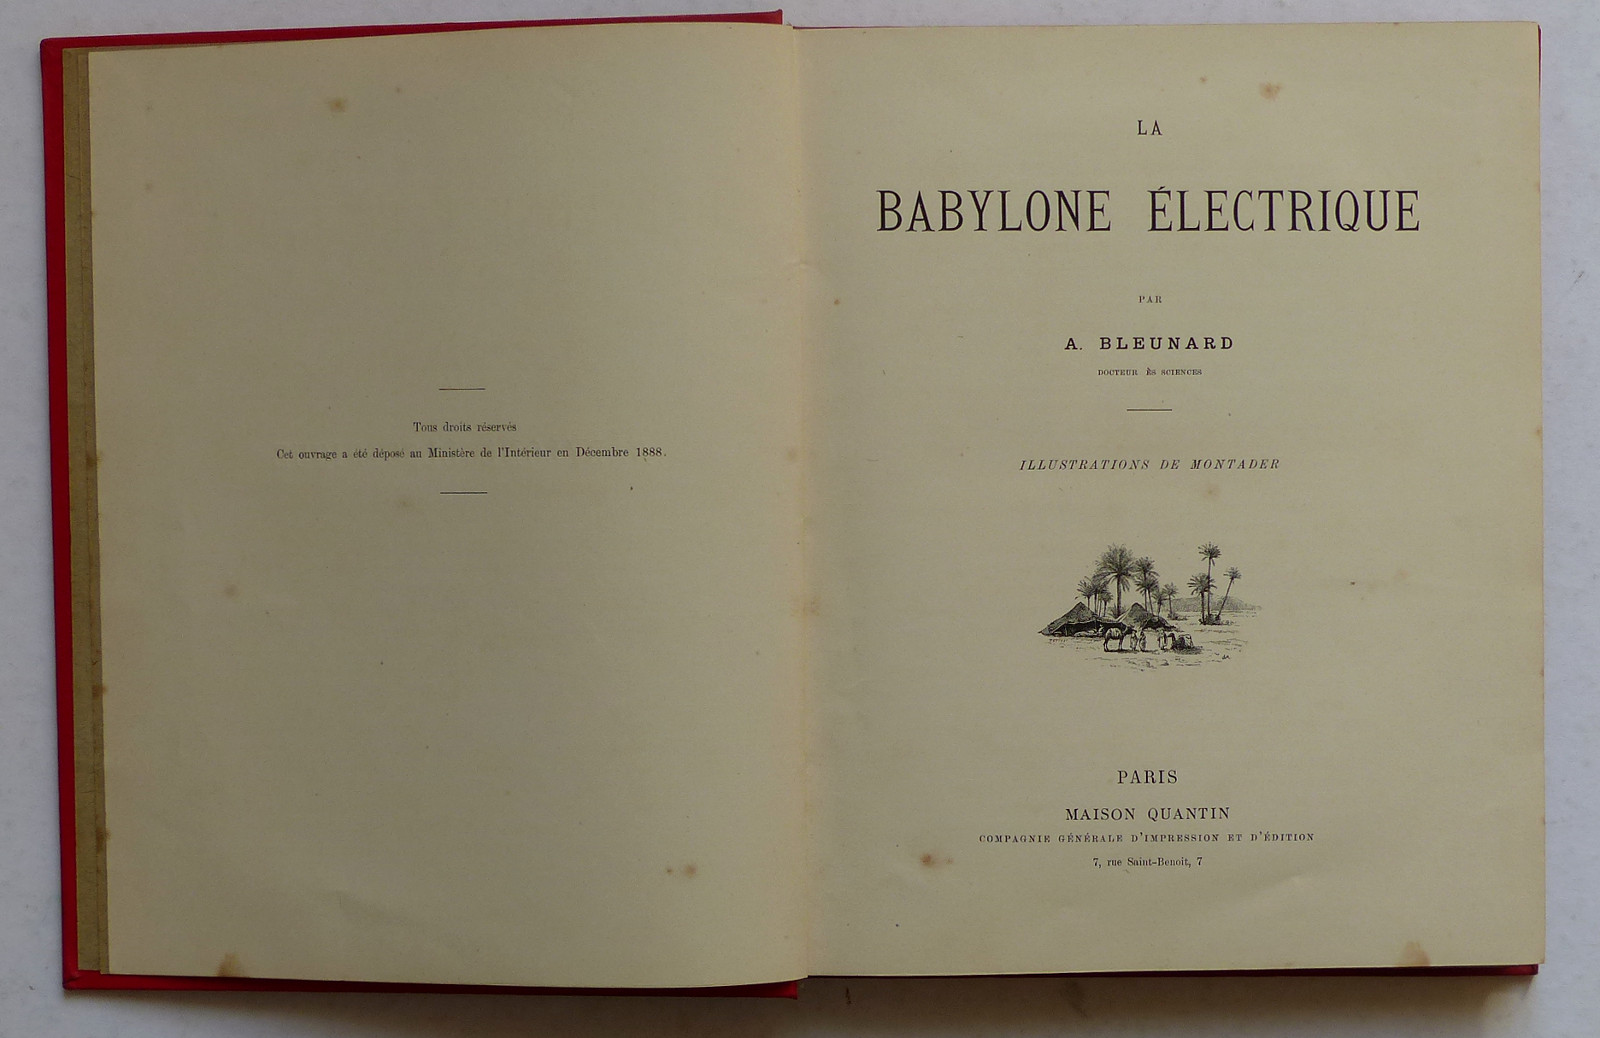 Tous droits réservés
Cet ouvrage a été déposé au Ministère de l'Intérieur en Décembre 1888.
LA
BABYLONE ÉLECTRIQUE
PAR
A. BLEUNARD
DOCTEUR ÈS SCIENCES
ILLUSTRATIONS DE MONTADER
PARIS
MAISON QUANTIN
COMPAGNIE GÉNÉRALE D'IMPRESSION ET D'ÉDITION
7, rue Saint-Benoit, 7